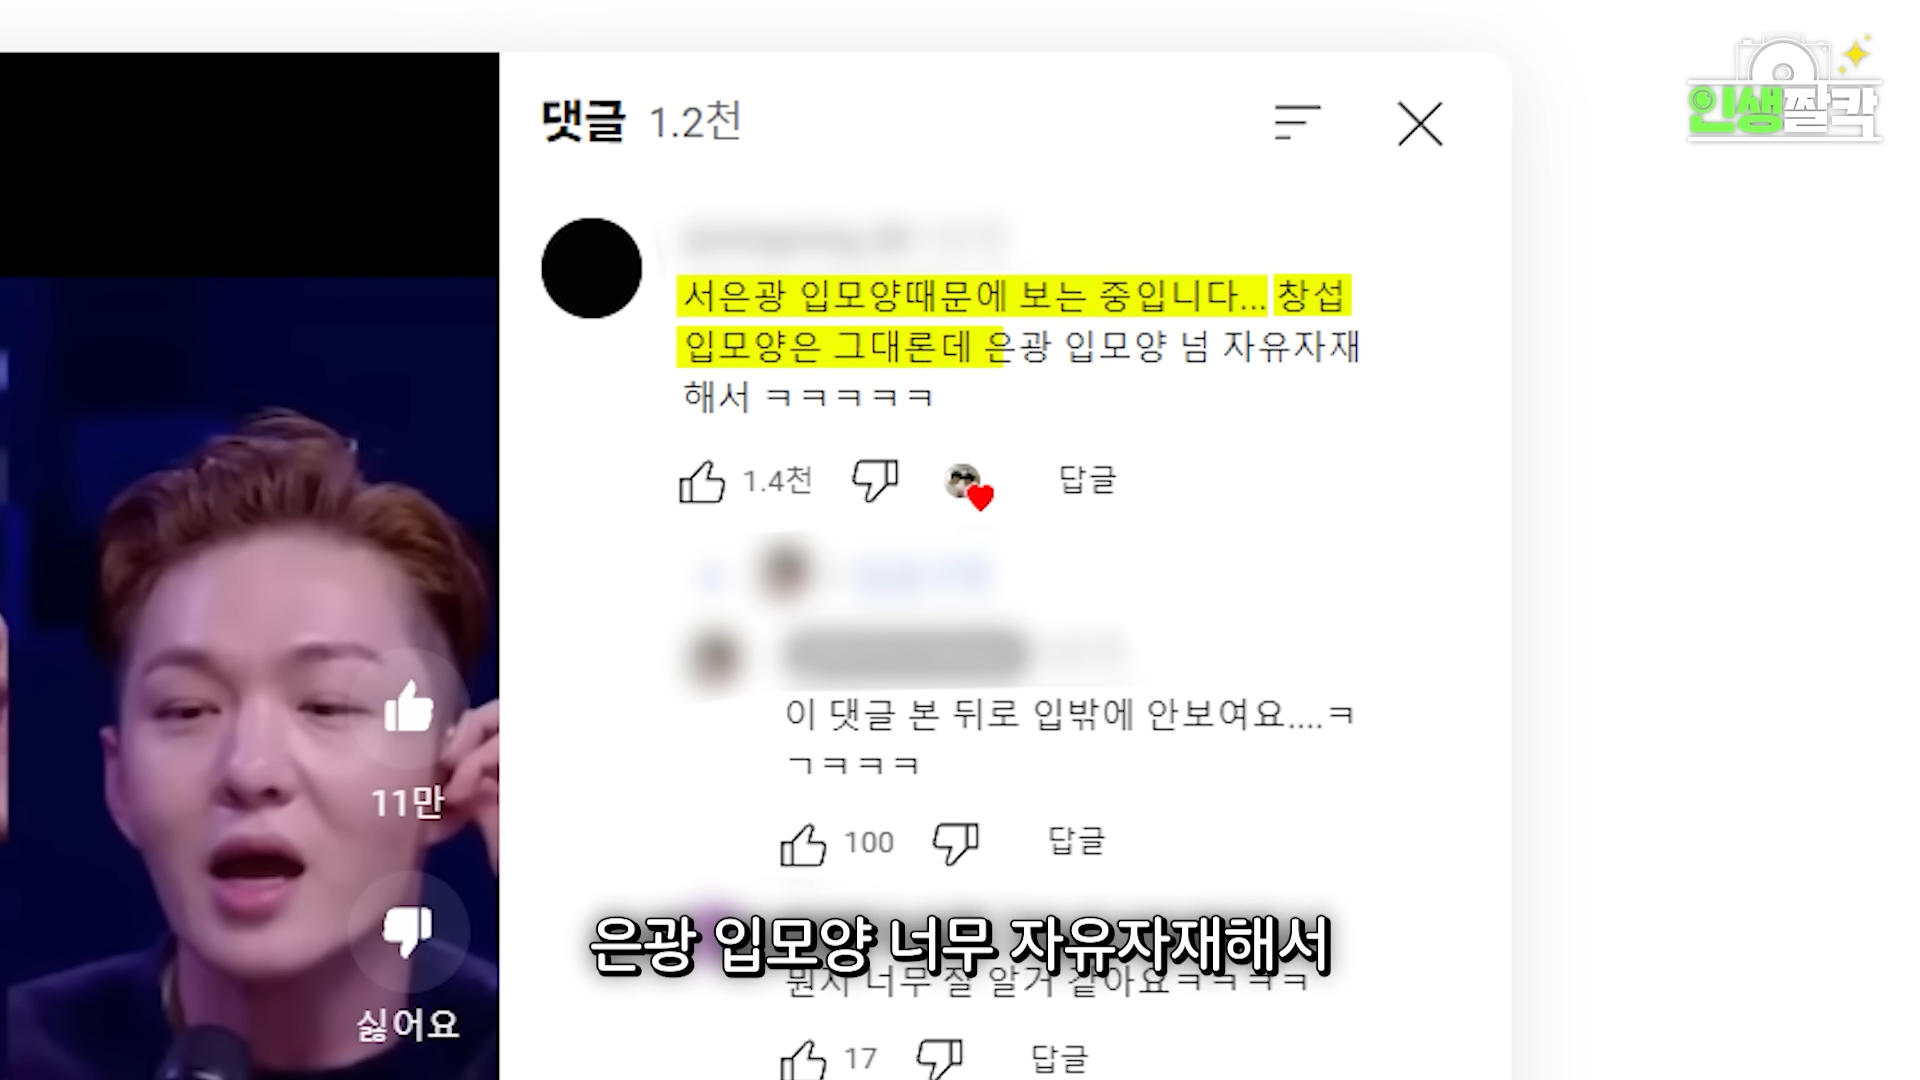 인생짤칵
댓글 1.2천
서은광 입모양때문에 보는 중입니다... 창섭
입모양은 그대론데 은광 입모양 넘 자유자재
해서 ㅋㅋㅋㅋㅋ
1.4천 답글
이 댓글 본 뒤로 입밖에 안보여요....ㅋ
ㄱㅋㅋㅋ
11만
100 답글
은광 입모양 너무 자유자재해서
뭔지 너무 잘 알거 같아요ㅋㅋㅋㅋ
싫어요
17 답글